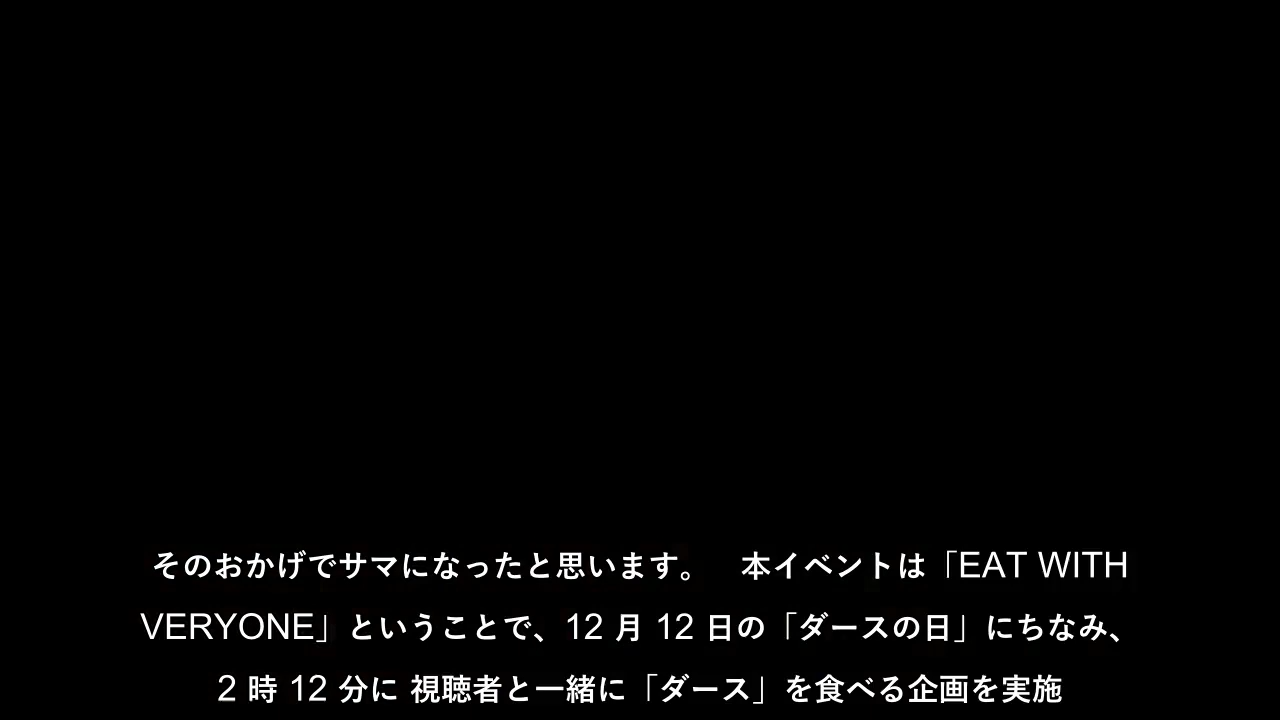 そのおかげでサマになったと思います。　本イベントは「EAT WITH
VERYONE」ということで、12 月 12 日の「ダースの日」にちなみ、
2 時 12 分に 視聴者と一緒に「ダース」を食べる企画を実施